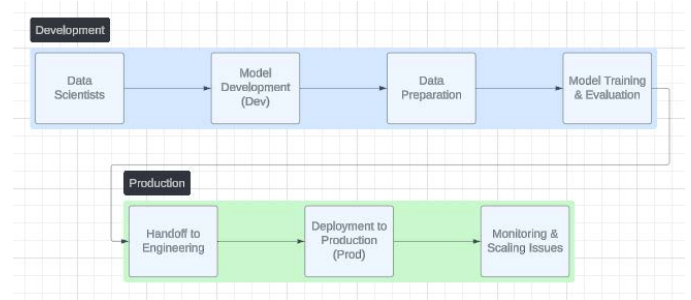 Development
Data
Scientists
Model
Development
(Dev)
Data
Preparation
Model Training
& Evaluation
Production
Handoff to
Engineering
Deployment to
Production
(Prod)
Monitoring &
Scaling Issues